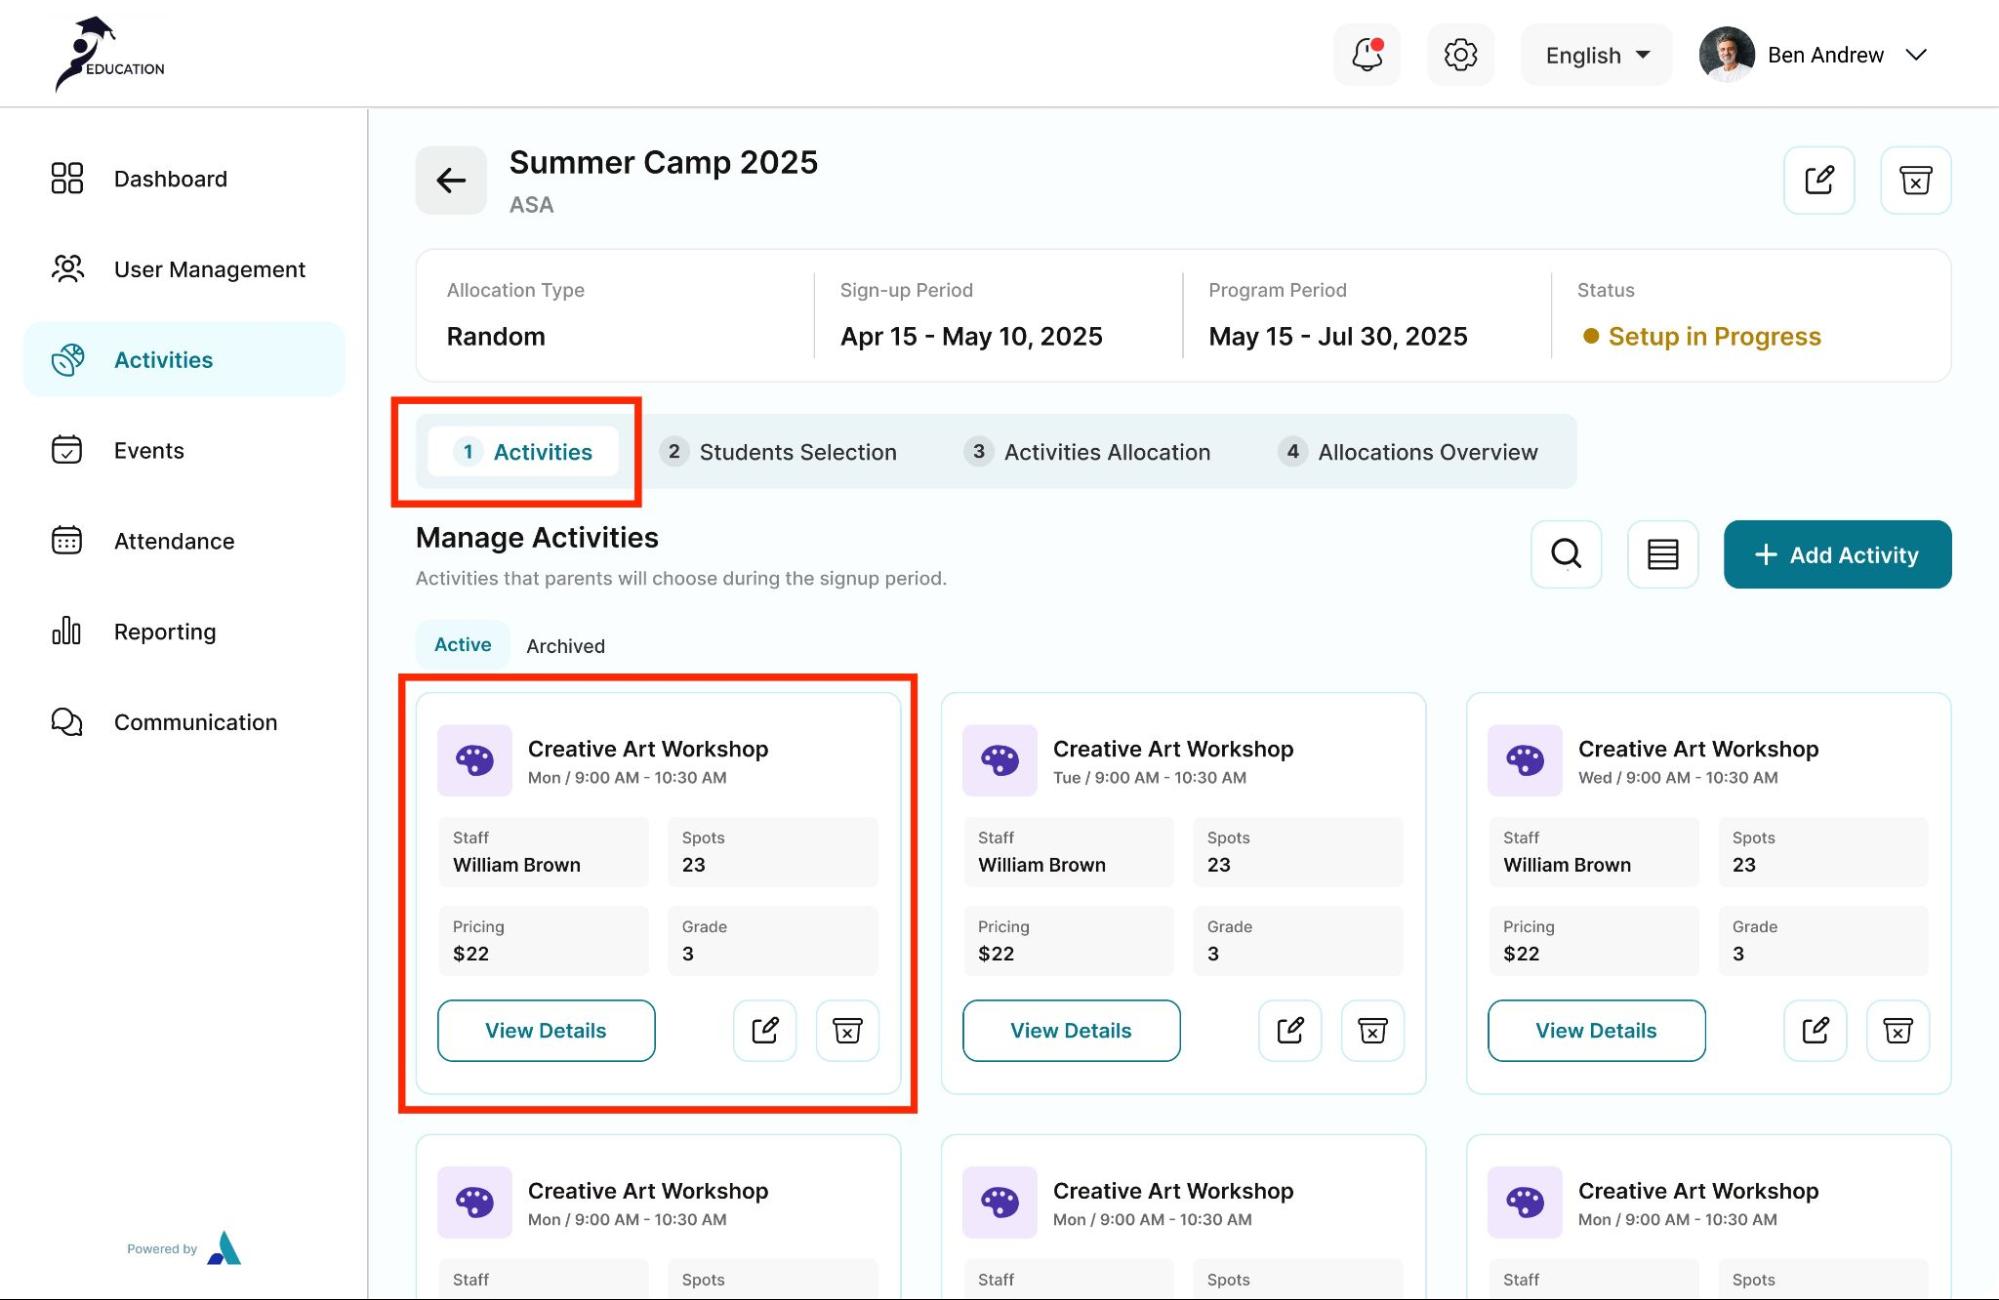 EDUCATION
English
Ben Andrew
Dashboard
User Management
Activities
Events
Attendance
Reporting
Communication
Powered by
Summer Camp 2025
ASA
Allocation Type
Random
Sign-up Period
Apr 15 - May 10, 2025
Program Period
May 15 - Jul 30, 2025
Status
Setup in Progress
1 Activities
2 Students Selection
3 Activities Allocation
4 Allocations Overview
Manage Activities
Activities that parents will choose during the signup period.
+ Add Activity
Active
Archived
Creative Art Workshop
Mon / 9:00 AM - 10:30 AM
Staff
William Brown
Spots
23
Pricing
$22
Grade
3
View Details
Creative Art Workshop
Tue / 9:00 AM - 10:30 AM
Staff
William Brown
Spots
23
Pricing
$22
Grade
3
View Details
Creative Art Workshop
Wed / 9:00 AM - 10:30 AM
Staff
William Brown
Spots
23
Pricing
$22
Grade
3
View Details
Creative Art Workshop
Mon / 9:00 AM - 10:30 AM
Staff
Spots
Creative Art Workshop
Mon / 9:00 AM - 10:30 AM
Staff
Spots
Creative Art Workshop
Mon / 9:00 AM - 10:30 AM
Staff
Spots